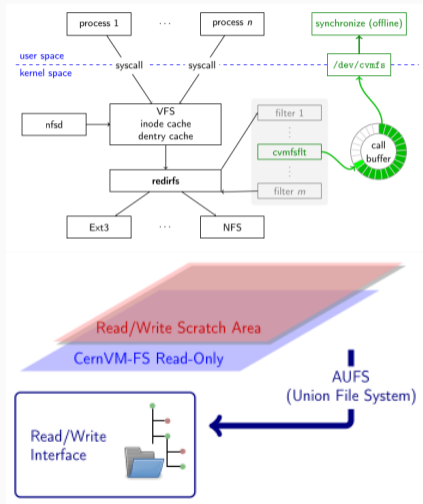 process 1
· · ·
process n
synchronize (offline)
user space
kernel space
syscall
syscall
/dev/cvmfs
nfsd
VFS
inode cache
dentry cache
filter 1
cvmfsflt
filter m
call
buffer
redirfs
Ext3
· · ·
NFS
Read/Write Scratch Area
CernVM-FS Read-Only
AUFS
(Union File System)
Read/Write
Interface